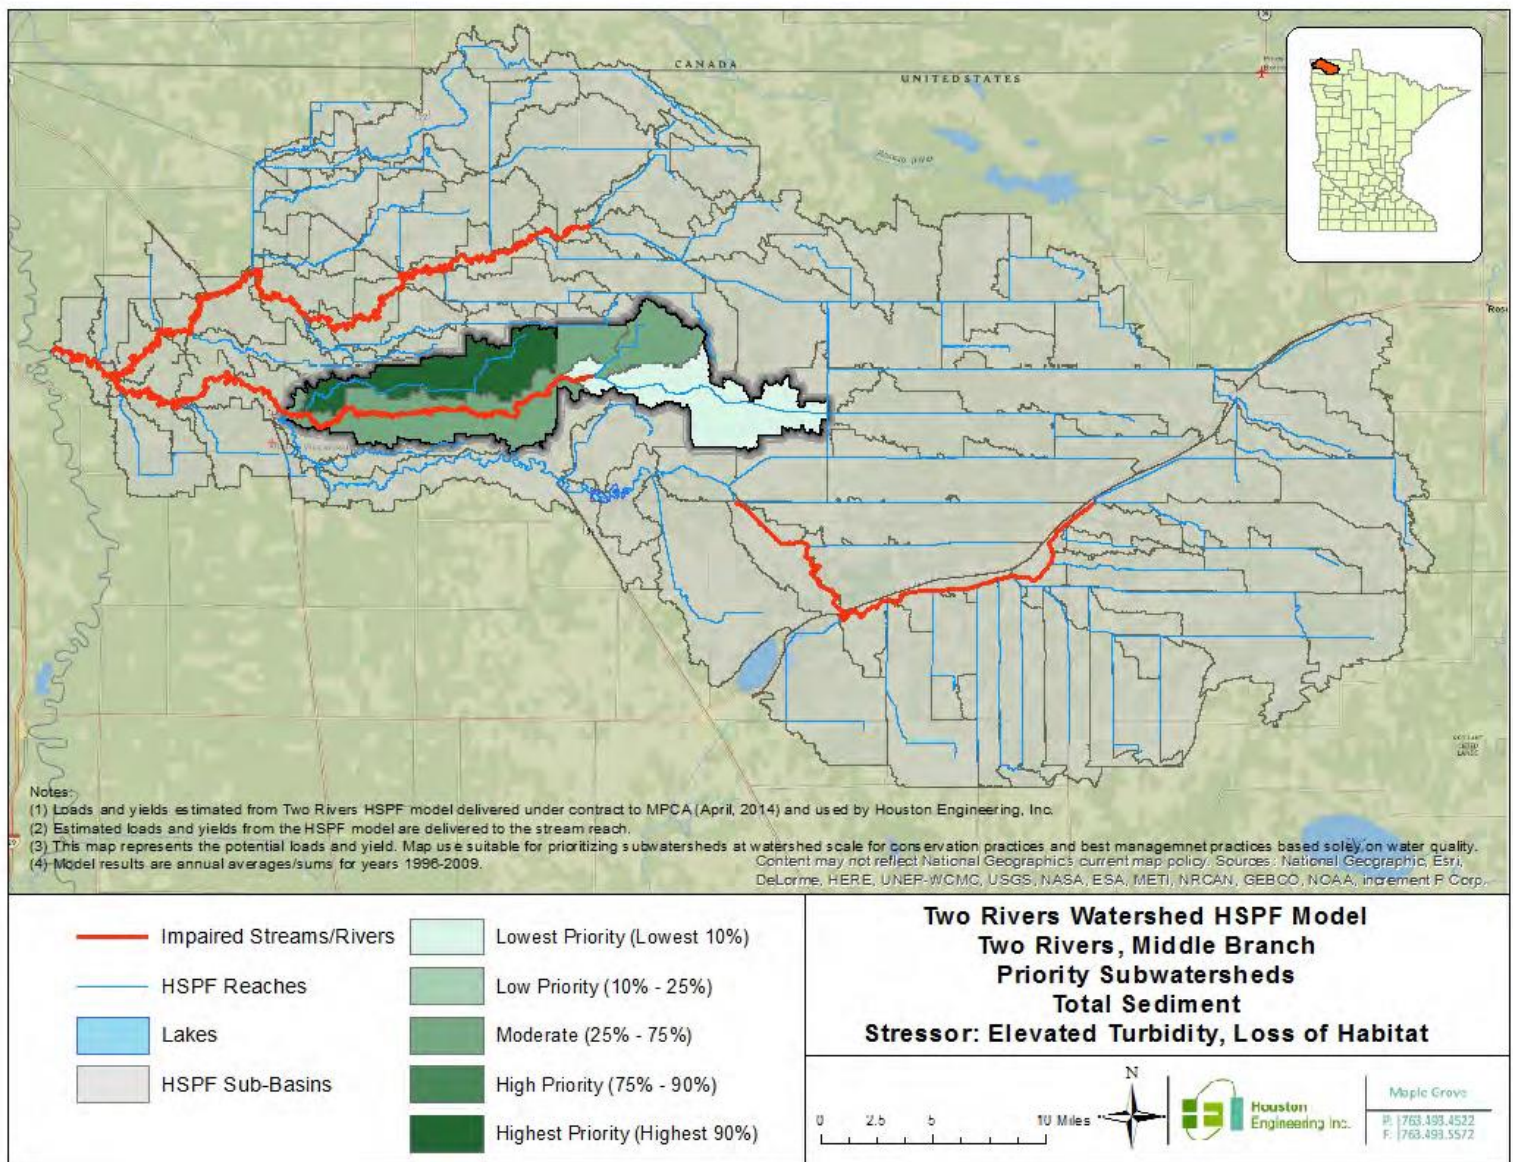 CANADA
UNITED STATES
Notes:
(1) Loads and yields estimated from Two Rivers HSPF model delivered under contract to MPCA (April, 2014) and used by Houston Engineering, Inc.
(2) Estimated loads and yields from the HSPF model are delivered to the stream reach.
(3) This map represents the potential loads and yield. Map use suitable for prioritizing subwatersheds at watershed scale for conservation practices and best managemnet practices based soley on water quality.
(4) Model results are annual averages/sums for years 1996-2009.
Content may not reflect National Geographic's current map policy. Sources: National Geographic, Esri,
DeLorme, HERE, UNEP-WCMC, USGS, NASA, ESA, METI, NRCAN, GEBCO, NOAA, increment P Corp.
Impaired Streams/Rivers
HSPF Reaches
Lakes
HSPF Sub-Basins
Lowest Priority (Lowest 10%)
Low Priority (10% - 25%)
Moderate (25% - 75%)
High Priority (75% - 90%)
Highest Priority (Highest 90%)
Two Rivers Watershed HSPF Model
Two Rivers, Middle Branch
Priority Subwatersheds
Total Sediment
Stressor: Elevated Turbidity, Loss of Habitat
0 2.5 5 10 Miles
N
Houston
Engineering Inc.
Maple Grove
P: 763.493.4522
F: 763.493.5572